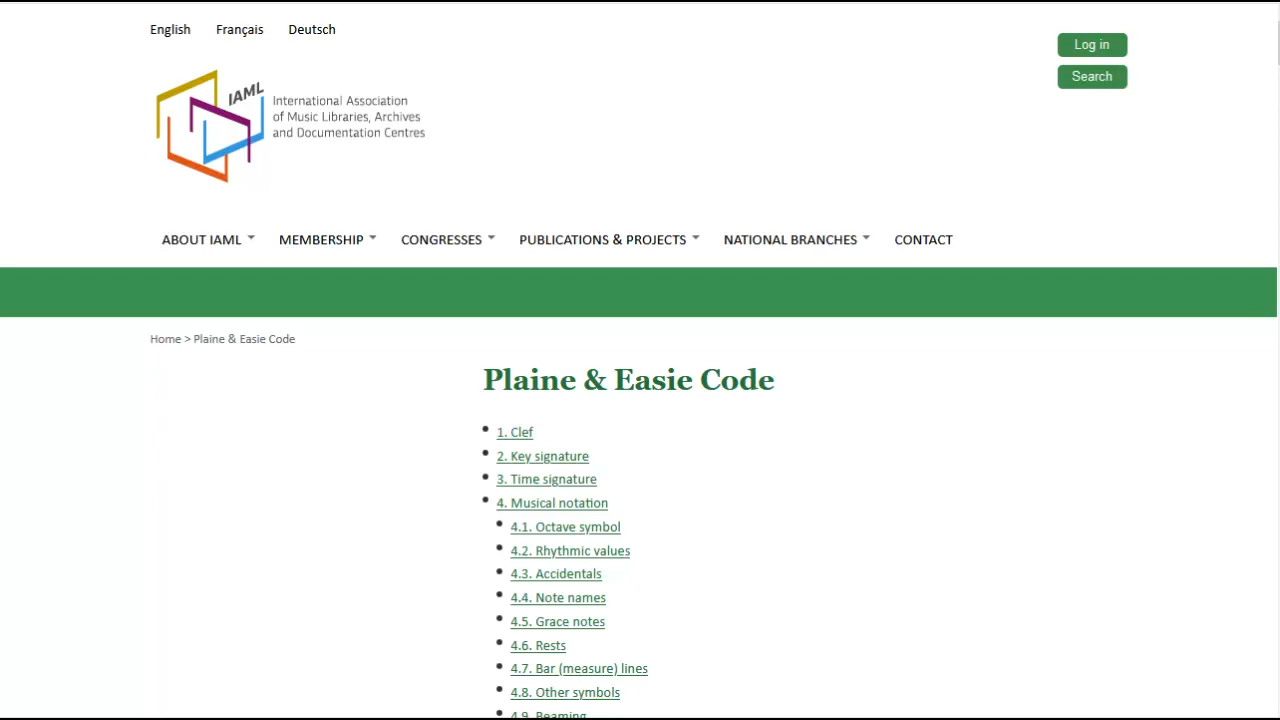 English Français Deutsch
Log in
Search
IAML
International Association
of Music Libraries, Archives
and Documentation Centres
ABOUT IAML MEMBERSHIP CONGRESSES PUBLICATIONS & PROJECTS NATIONAL BRANCHES CONTACT
Home > Plaine & Easie Code
Plaine & Easie Code
1. Clef
2. Key signature
3. Time signature
4. Musical notation
4.1. Octave symbol
4.2. Rhythmic values
4.3. Accidentals
4.4. Note names
4.5. Grace notes
4.6. Rests
4.7. Bar (measure) lines
4.8. Other symbols
4.9. Beaming